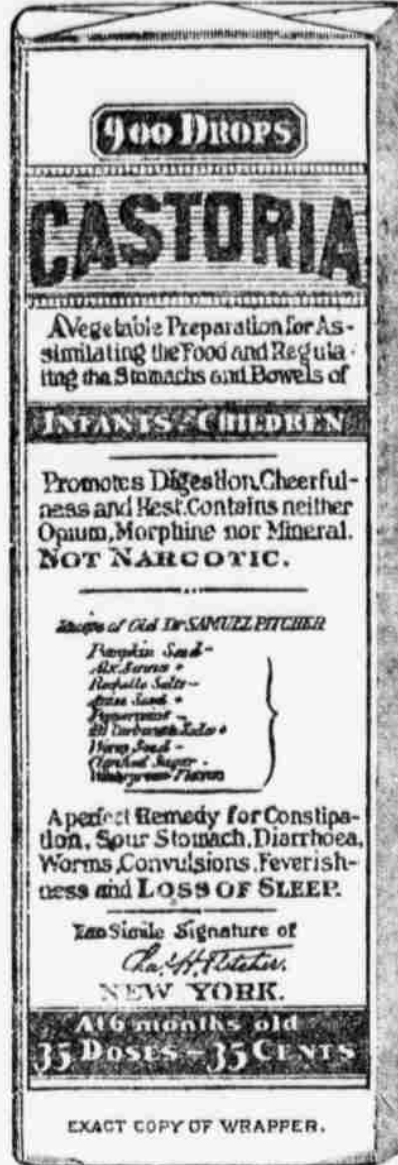 900 DROPS
CASTORIA
A Vegetable Preparation for As-
similating the Food and Regula-
ting the Stomachs and Bowels of
INFANTS CHILDREN
Promotes Digestion, Cheerful-
ness and Rest. Contains neither
Opium, Morphine nor Mineral.
NOT NARCOTIC.
Recipe of Old Dr SAMUEL PITCHER
Pumpkin Seed -
Alx. Senna +
Rochelle Salts -
Anise Seed +
Peppermint -
Bi Carbonate Soda +
Worm Seed -
Clarified Sugar -
Wintergreen Flavor
A perfect Remedy for Constipa-
tion, Sour Stomach, Diarrhoea,
Worms, Convulsions, Feverish-
ness and LOSS OF SLEEP.
Fac Simile Signature of
Chas. H. Fletcher.
NEW YORK.
At 6 months old
35 DOSES - 35 CENTS
EXACT COPY OF WRAPPER.